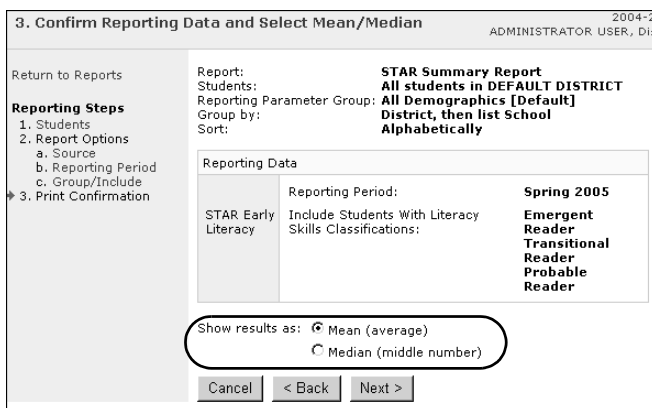 3. Confirm Reporting Data and Select Mean/Median
2004-2
ADMINISTRATOR USER, Di
Return to Reports
Reporting Steps
1. Students
2. Report Options
a. Source
b. Reporting Period
c. Group/Include
3. Print Confirmation
Report: STAR Summary Report
Students: All students in DEFAULT DISTRICT
Reporting Parameter Group: All Demographics [Default]
Group by: District, then list School
Sort: Alphabetically
Reporting Data
STAR Early Literacy
Reporting Period: Spring 2005
Include Students With Literacy Skills Classifications:
Emergent
Reader
Transitional
Reader
Probable
Reader
Show results as: Mean (average)
Median (middle number)
Cancel < Back Next >